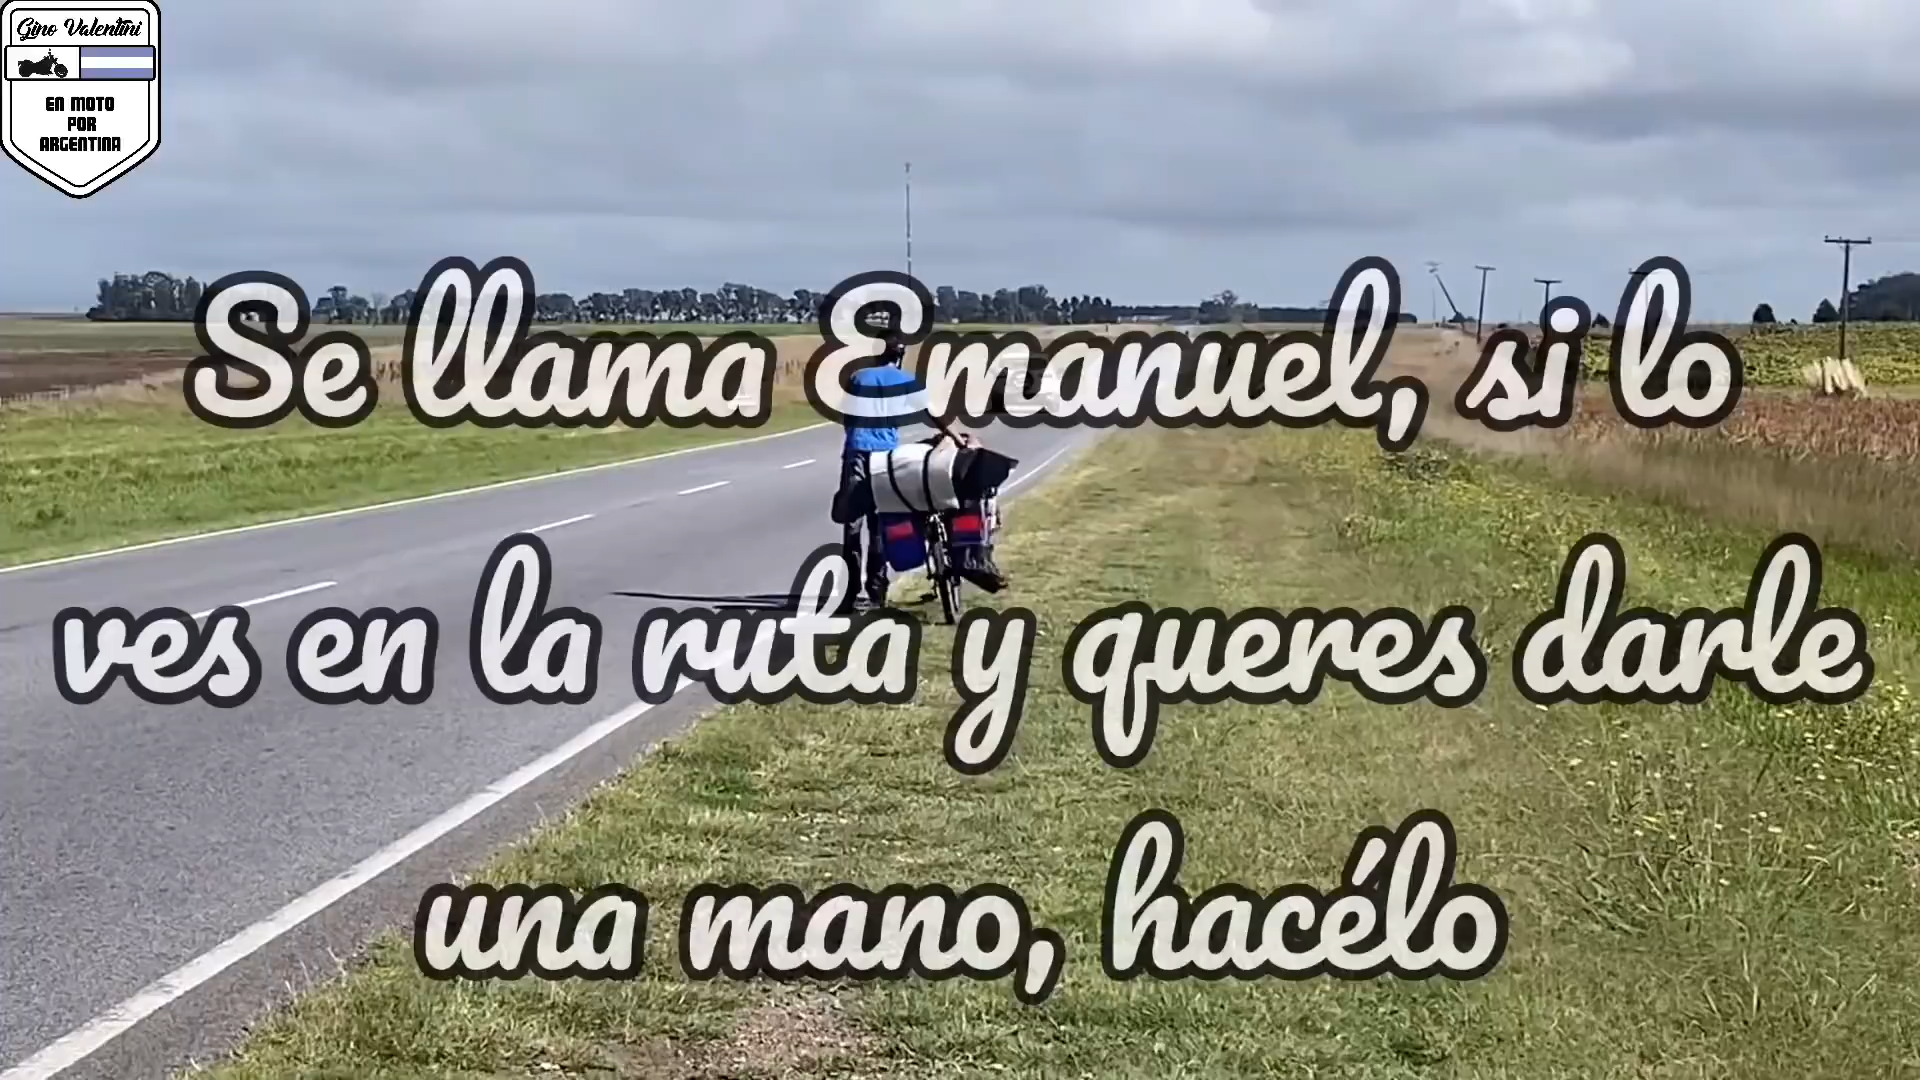 Gino Valentini
EN MOTO
POR
ARGENTINA
Se llama Emanuel, si lo
ves en la ruta y queres darle
una mano, hacélo